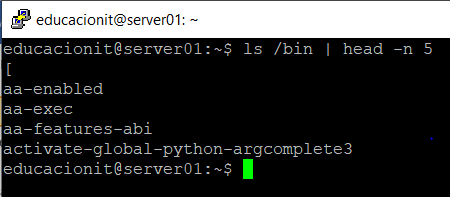 educacionit@server01: ~
educacionit@server01:~$ ls /bin | head -n 5
[
aa-enabled
aa-exec
aa-features-abi
activate-global-python-argcomplete3
educacionit@server01:~$